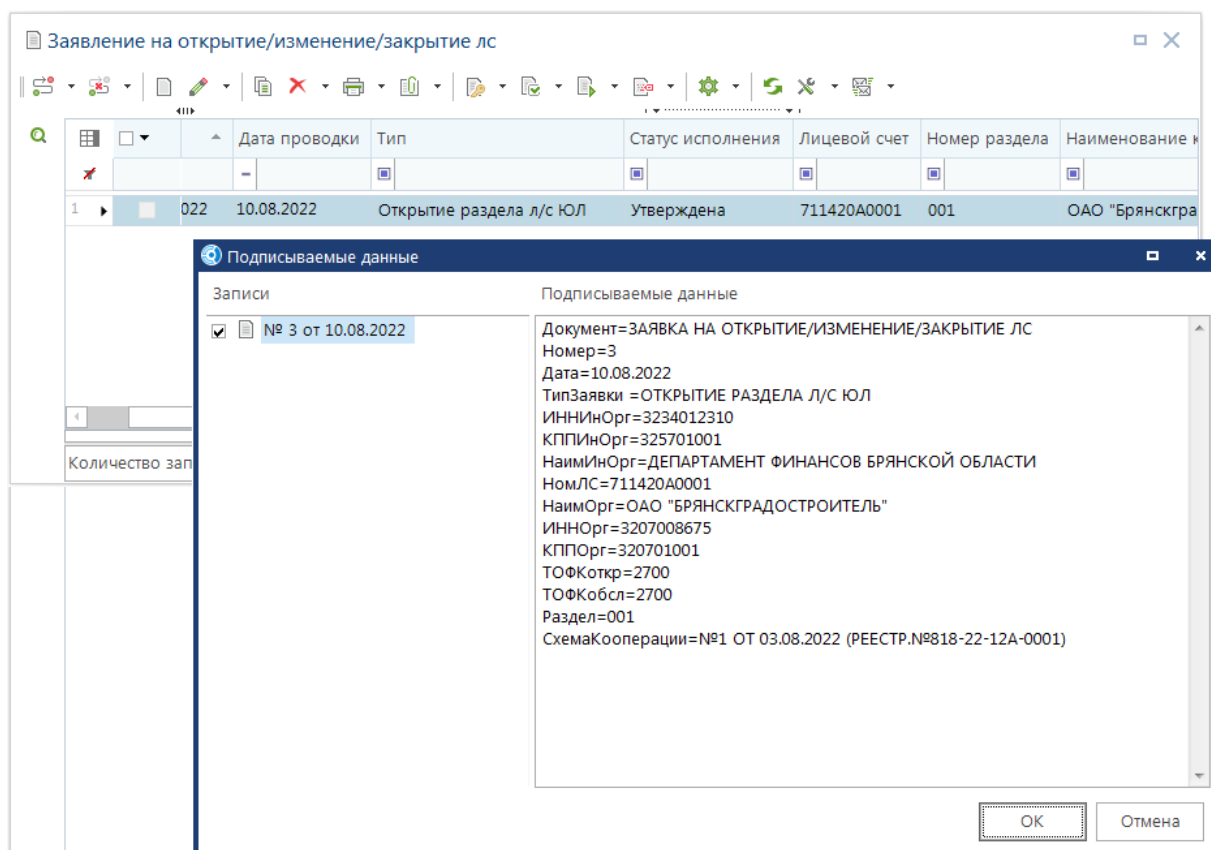 Заявление на открытие/изменение/закрытие лс
Дата проводки Тип Статус исполнения Лицевой счет Номер раздела Наименование к
1 022 10.08.2022 Открытие раздела л/с ЮЛ Утверждена 711420А0001 001 ОАО "Брянскгра
Подписываемые данные
Записи Подписываемые данные
№ 3 от 10.08.2022
Документ=ЗАЯВКА НА ОТКРЫТИЕ/ИЗМЕНЕНИЕ/ЗАКРЫТИЕ ЛС
Номер=3
Дата=10.08.2022
ТипЗаявки =ОТКРЫТИЕ РАЗДЕЛА Л/С ЮЛ
ИННИнОрг=3234012310
КППИнОрг=325701001
НаимИнОрг=ДЕПАРТАМЕНТ ФИНАНСОВ БРЯНСКОЙ ОБЛАСТИ
НомЛС=711420А0001
НаимОрг=ОАО "БРЯНСКГРАДОСТРОИТЕЛЬ"
ИННОрг=3207008675
КППОрг=320701001
ТОФКоткр=2700
ТОФКобсл=2700
Раздел=001
СхемаКооперации=№1 ОТ 03.08.2022 (РЕЕСТР.№818-22-12А-0001)
Количество зап
ОК Отмена